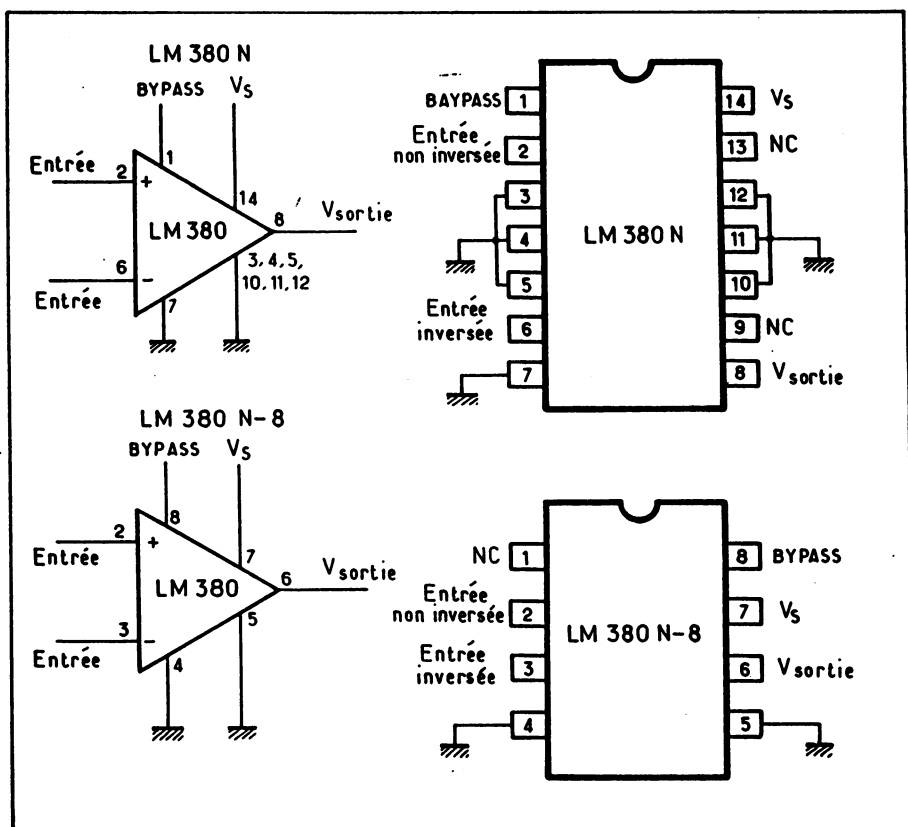 LM 380 N
BYPASS
VS
Entrée
2
+
1
14
LM 380
8
Vsortie
6
-
Entrée
7
3, 4, 5,
10, 11, 12
BAYPASS
1
Entrée
non inversée
2
3
4
5
Entrée
inversée
6
7
LM 380 N
14
VS
13
NC
12
11
10
9
NC
8
Vsortie
LM 380 N-8
BYPASS
VS
Entrée
2
+
8
7
LM 380
6
Vsortie
3
-
Entrée
4
5
NC
1
Entrée
non inversée
2
Entrée
inversée
3
4
LM 380 N-8
8
BYPASS
7
VS
6
Vsortie
5